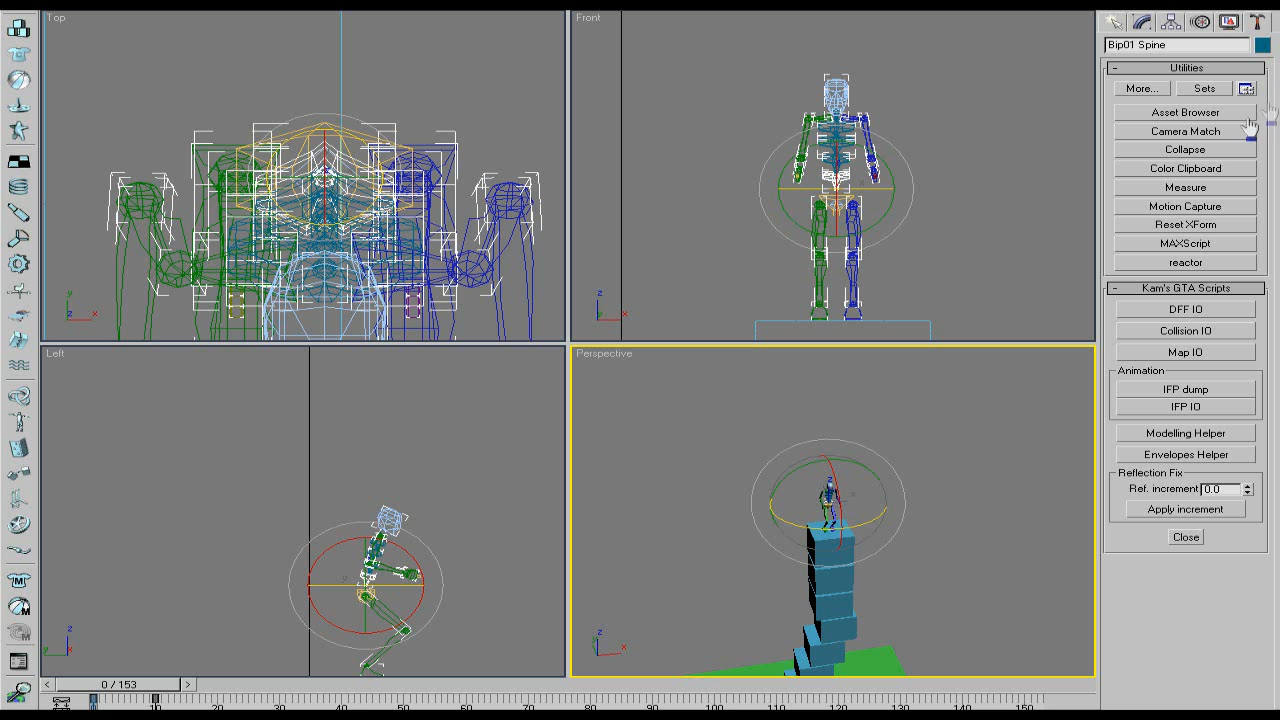 Top
Front
Bip01 Spine
- Utilities
More... Sets
Asset Browser
Camera Match
Collapse
Color Clipboard
Measure
Motion Capture
Reset XForm
MAXScript
reactor
- Kam's GTA Scripts
DFF IO
Collision IO
Map IO
Animation
IFP dump
IFP IO
Modelling Helper
Envelopes Helper
Reflection Fix
Ref. increment 0.0
Apply increment
Close
y
z x
z
x
x
Left
Perspective
z
y x
z
y x
z
x
y
< 0 / 153 >
10 20 30 40 50 60 70 80 90 100 110 120 130 140 150
M
M
M